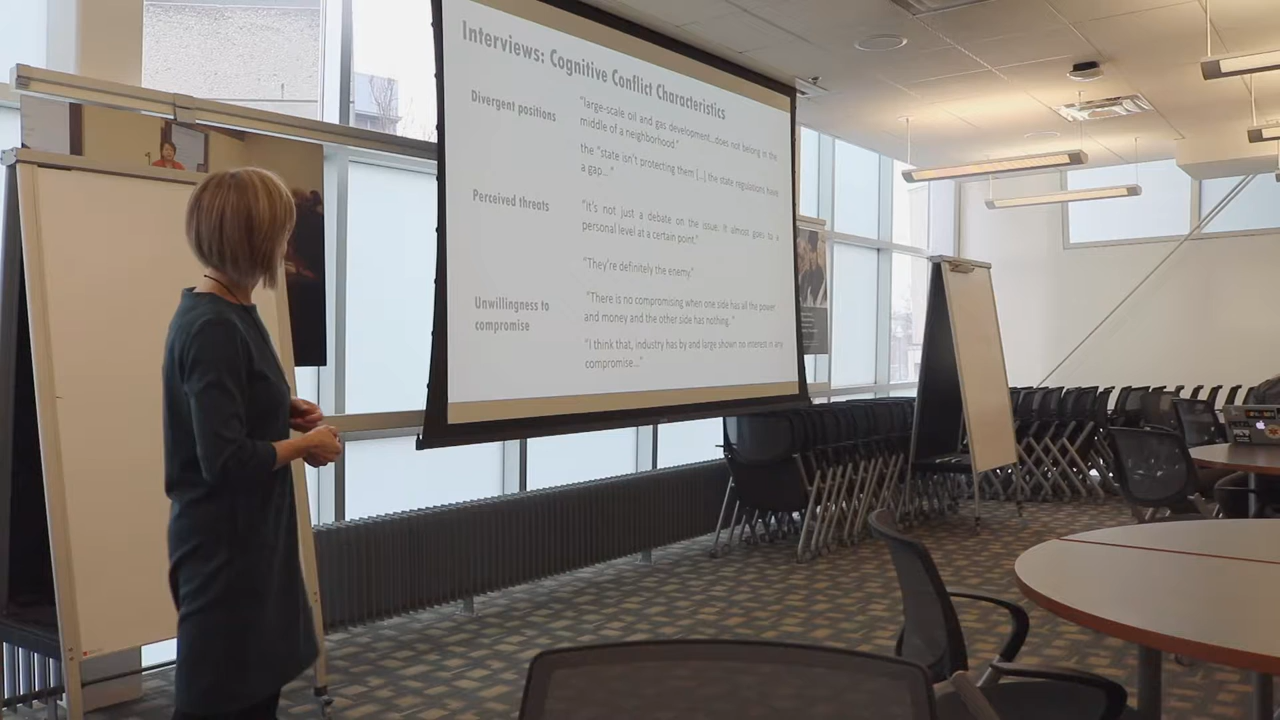 Interviews: Cognitive Conflict Characteristics
Divergent positions
"large-scale oil and gas development...does not belong in the
middle of a neighborhood."
the "state isn't protecting them [...] the state regulations have
a gap..."
Perceived threats
"It's not just a debate on the issue. It almost goes to a
personal level at a certain point."
"They're definitely the enemy"
Unwillingness to
compromise
"There is no compromising when one side has all the power
and money and the other side has nothing."
"I think that, industry has by and large shown no interest in any
compromise..."